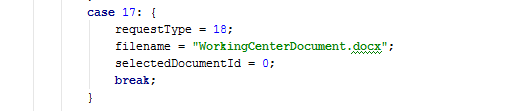 case 17: {
requestType = 18;
filename = "WorkingCenterDocument.docx";
selectedDocumentId = 0;
break;
}